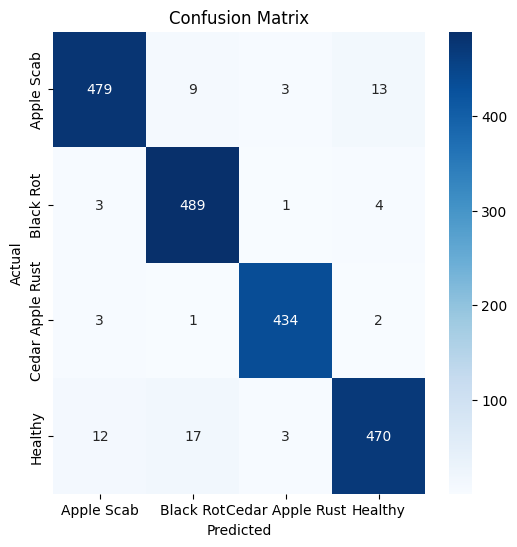 Confusion Matrix
Actual
Apple Scab
479 9 3 13
Black Rot
3 489 1 4
Cedar Apple Rust
3 1 434 2
Healthy
12 17 3 470
Apple Scab Black Rot Cedar Apple Rust Healthy
Predicted
400
300
200
100